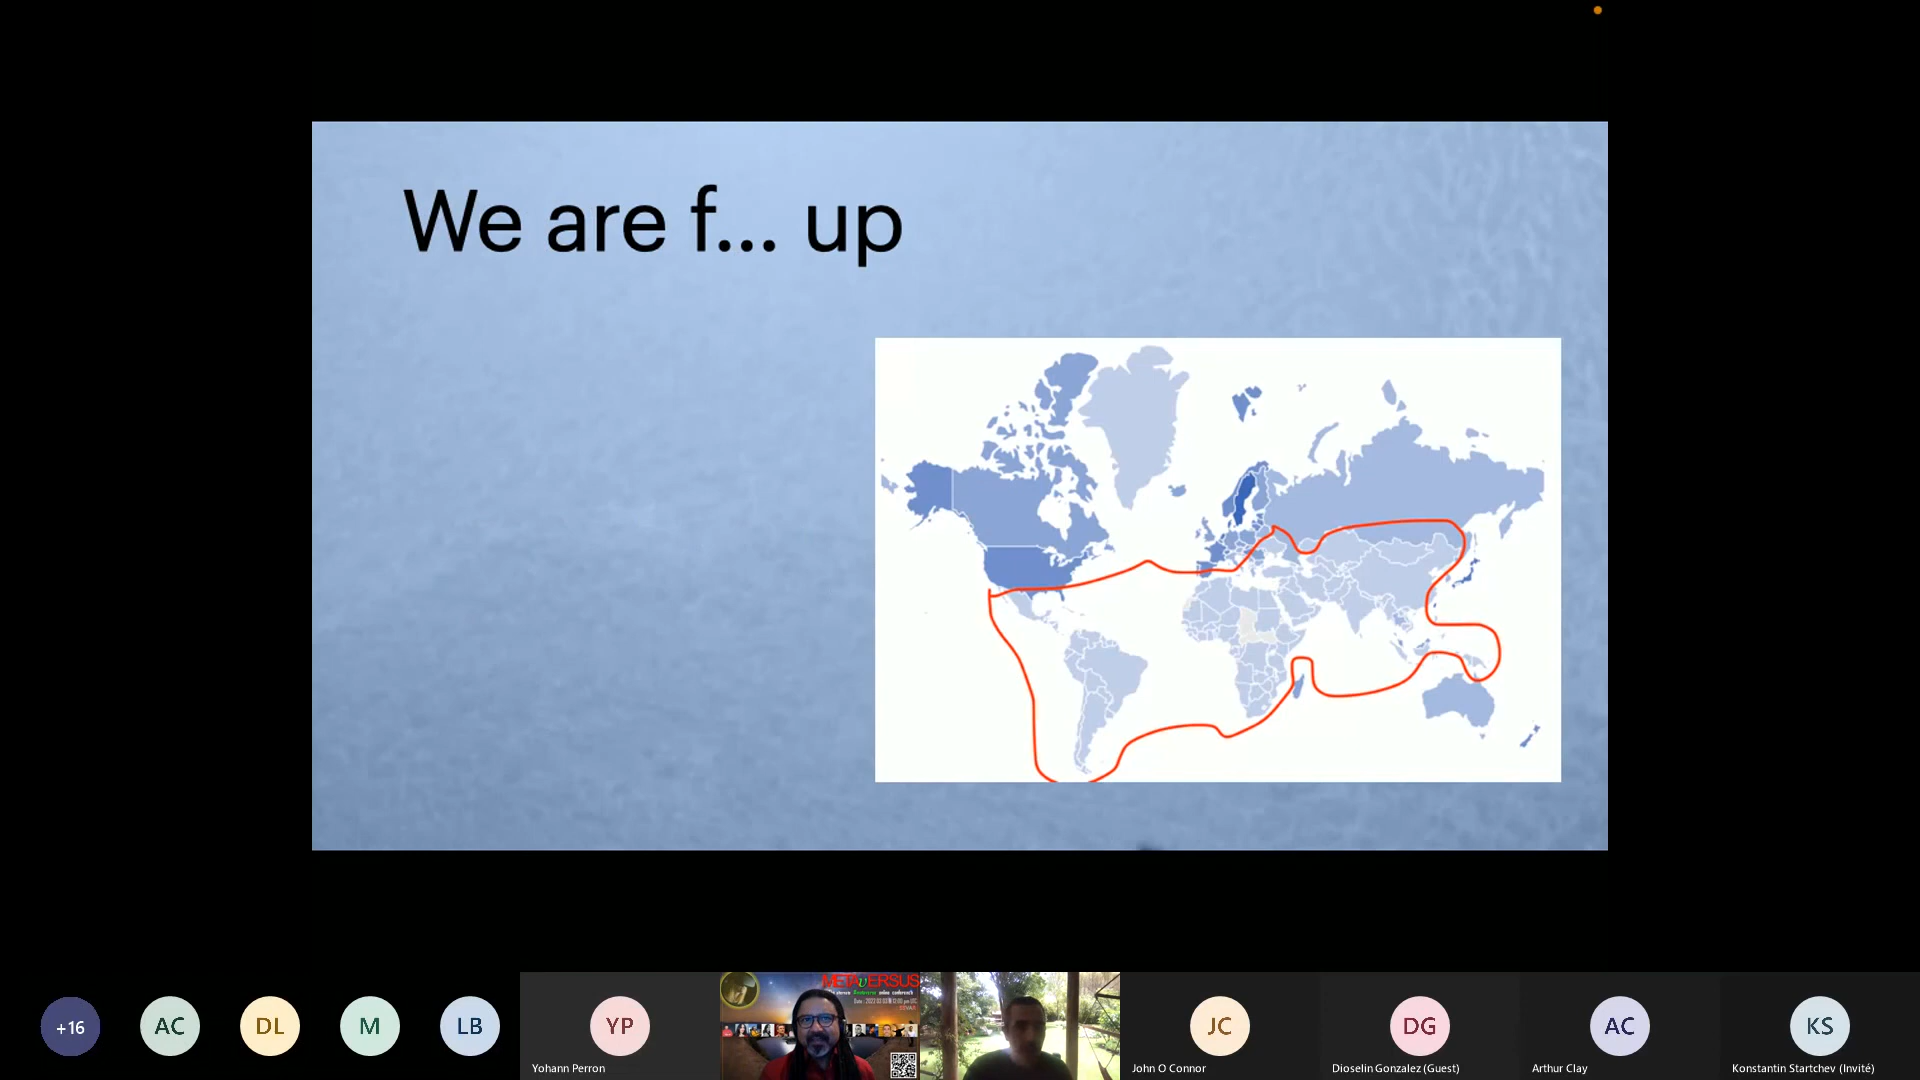 We are f... up
METAVERSUS
+16
AC
DL
M
LB
YP
JC
DG
AC
KS
Yohann Perron
John O Connor
Dioselin Gonzalez (Guest)
Arthur Clay
Konstantin Startchev (Invité)